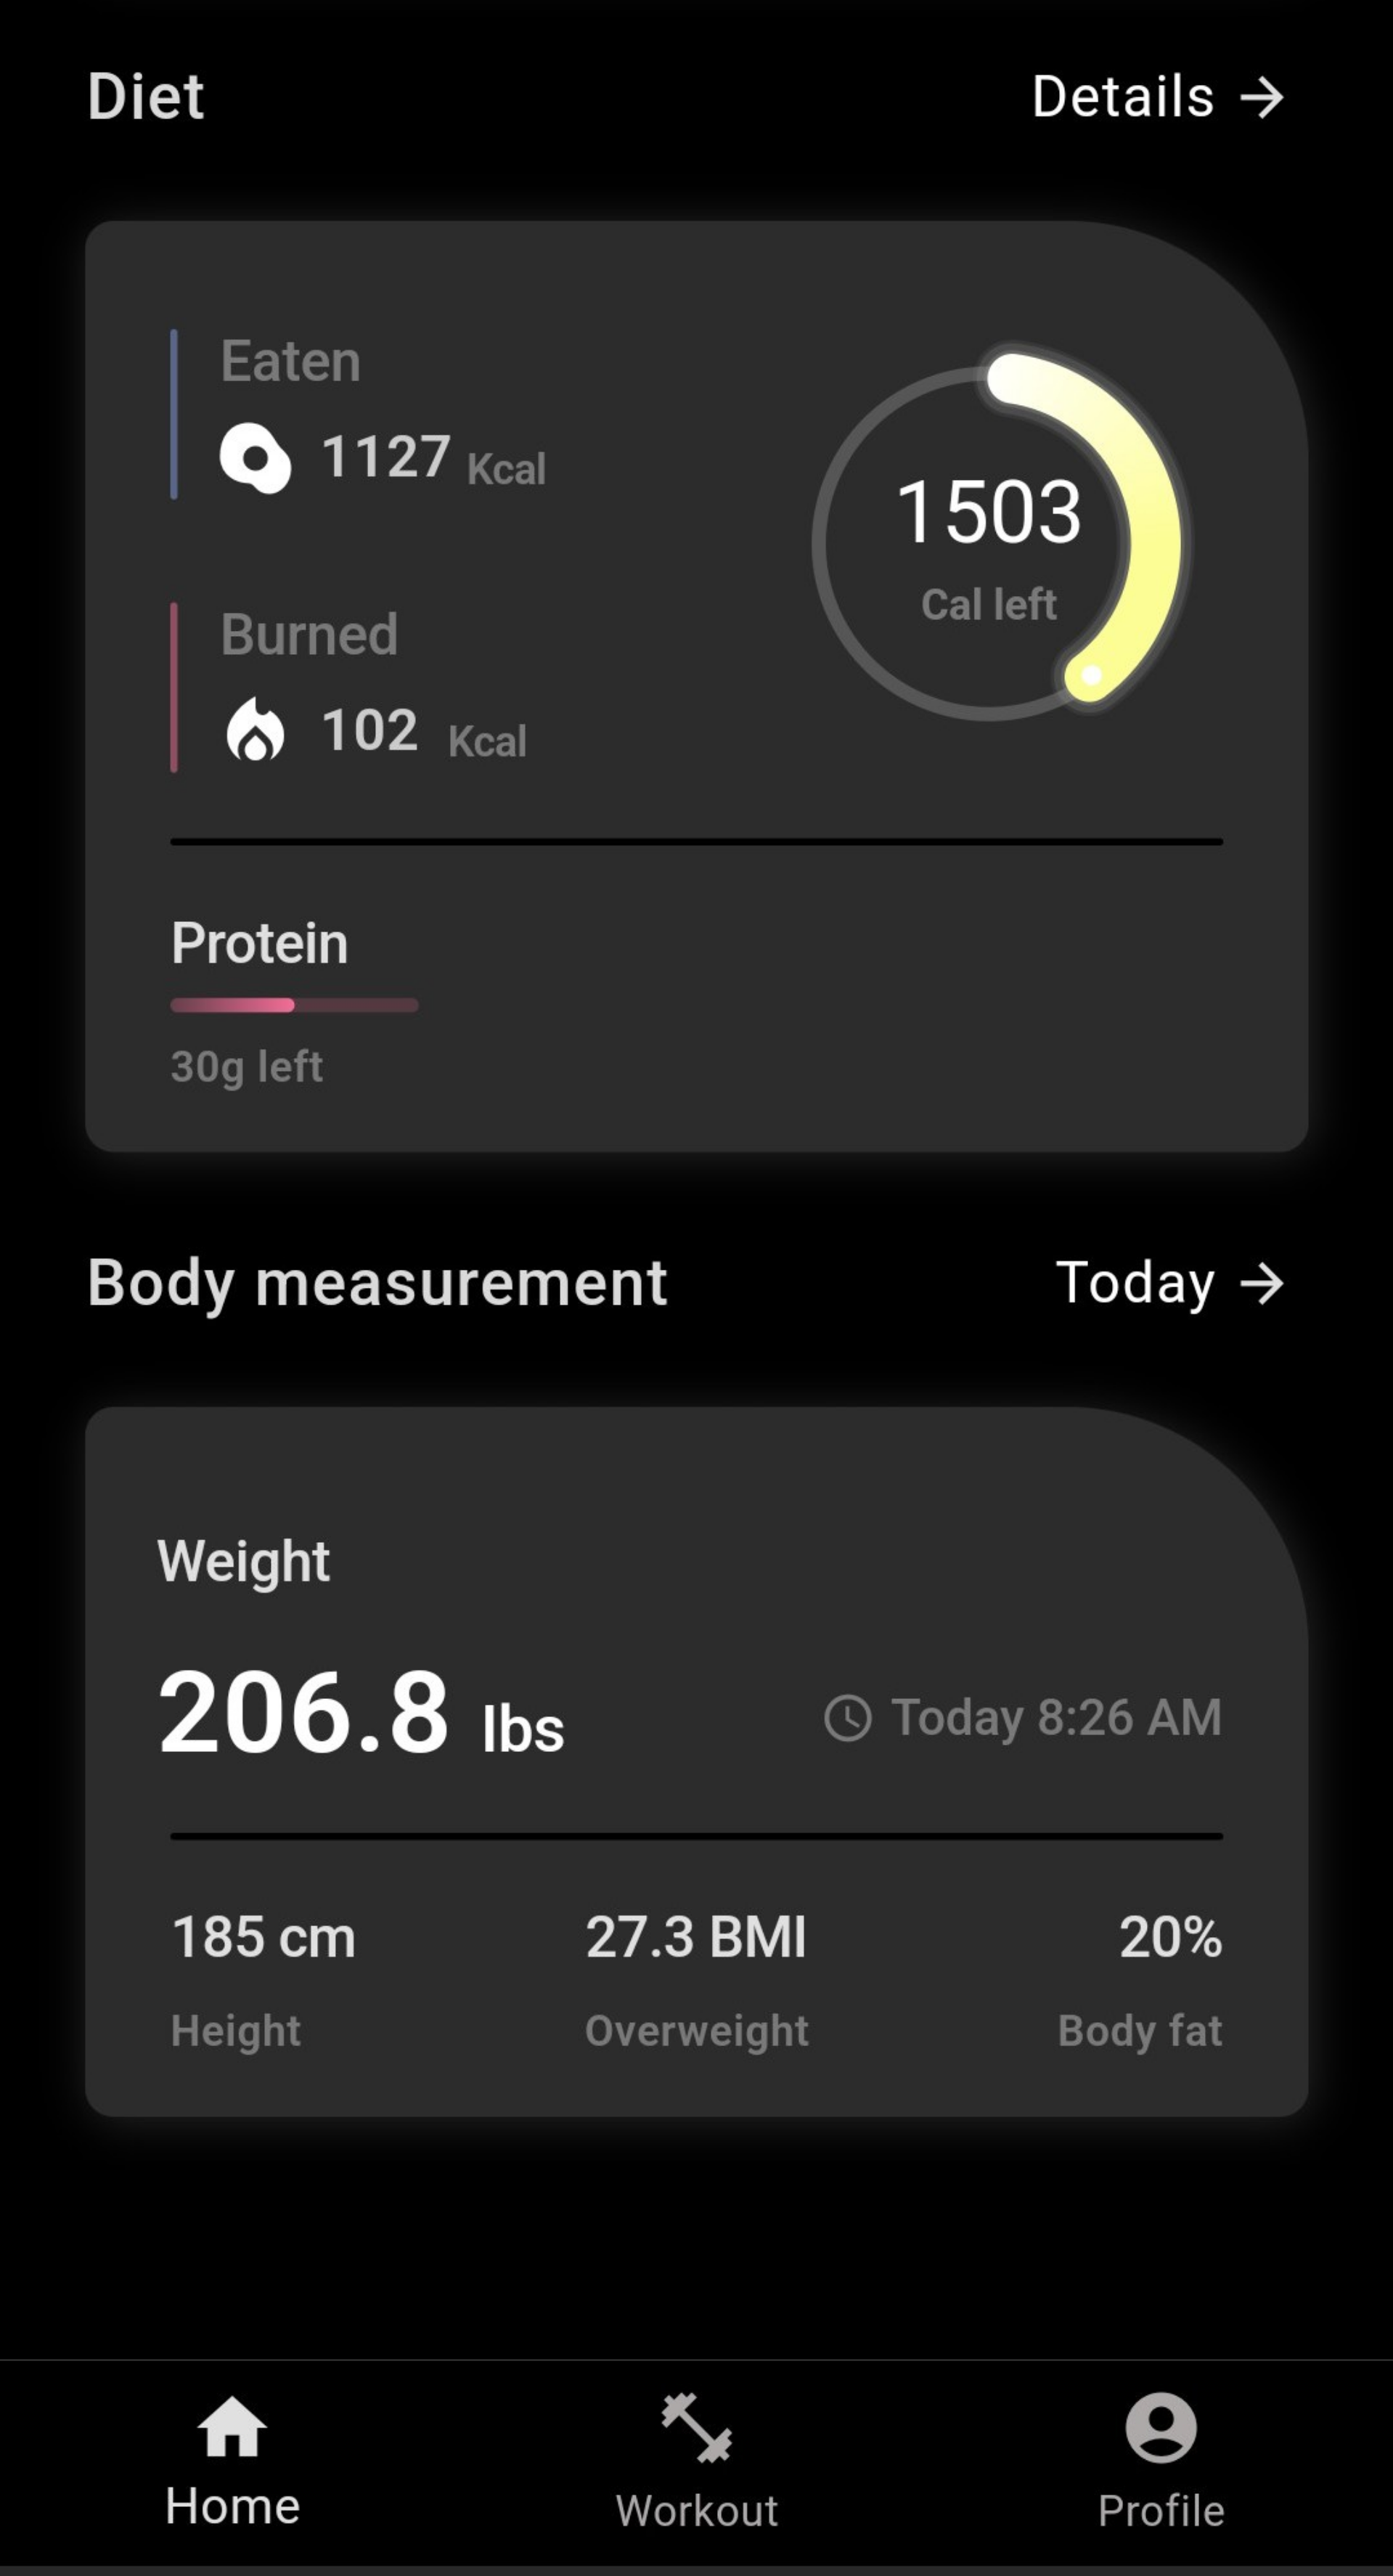 Diet
Details
Eaten
1127 Kcal
1503
Cal left
Burned
102 Kcal
Protein
30g left
Body measurement
Today
Weight
206.8 lbs
Today 8:26 AM
185 cm
27.3 BMI
20%
Height
Overweight
Body fat
Home
Workout
Profile